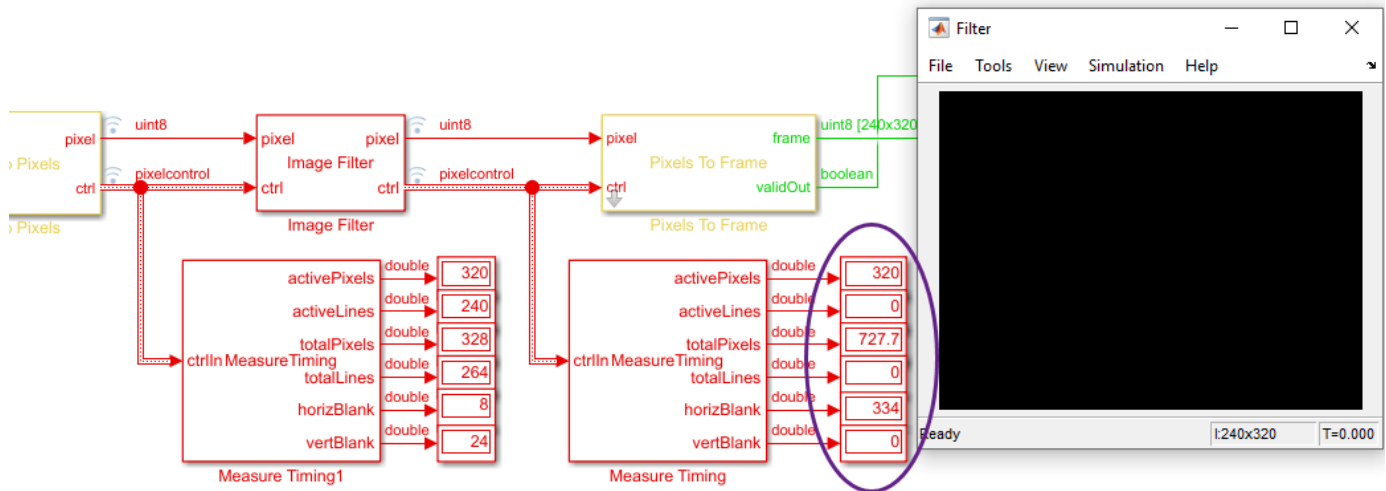 Filter
File Tools View Simulation Help
pixel
ctrl
o Pixels
o Pixels
uint8
pixelcontrol
pixel
ctrl
Image Filter
pixel
ctrl
Image Filter
uint8
pixelcontrol
pixel
ctrl
Pixels To Frame
frame
validOut
Pixels To Frame
uint8 [240x320
boolean
ctrlIn MeasureTiming
activePixels
activeLines
totalPixels
totalLines
horizBlank
vertBlank
double 320
double 240
double 328
double 264
double 8
double 24
Measure Timing1
ctrlIn MeasureTiming
activePixels
activeLines
totalPixels
totalLines
horizBlank
vertBlank
double 320
double 0
double 727.7
double 0
double 334
double 0
Measure Timing
Ready
I:240x320
T=0.000